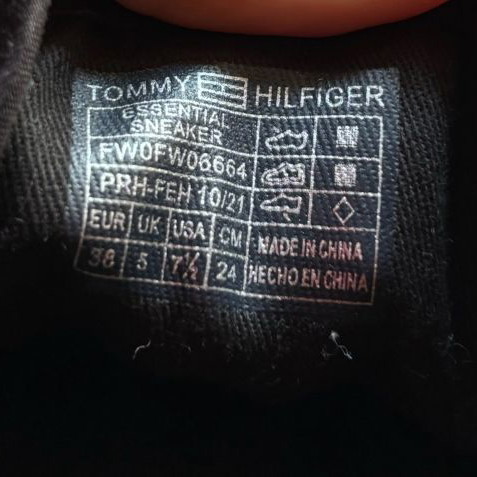 TOMMY HILFIGER
ESSENTIAL
SNEAKER
FW0FW06664
PRH-FEH 10/21
EUR UK USA CM
38 5 7½ 24
MADE IN CHINA
HECHO EN CHINA